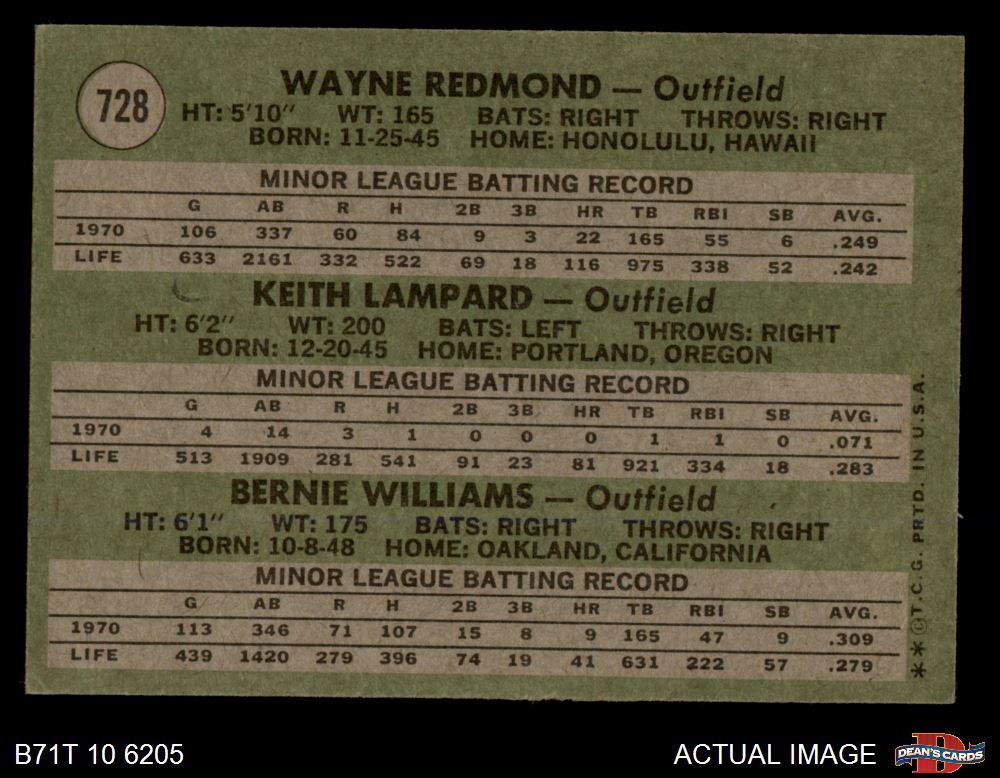 728
WAYNE REDMOND — Outfield
HT: 5'10" WT: 165 BATS: RIGHT THROWS: RIGHT
BORN: 11-25-45 HOME: HONOLULU, HAWAII
MINOR LEAGUE BATTING RECORD
G AB R H 2B 3B HR TB RBI SB AVG.
1970 106 337 60 84 9 3 22 165 55 6 .249
LIFE 633 2161 332 522 69 18 116 975 338 52 .242
KEITH LAMPARD — Outfield
HT: 6'2" WT: 200 BATS: LEFT THROWS: RIGHT
BORN: 12-20-45 HOME: PORTLAND, OREGON
MINOR LEAGUE BATTING RECORD
G AB R H 2B 3B HR TB RBI SB AVG.
1970 4 14 3 1 0 0 0 1 1 0 .071
LIFE 513 1909 281 541 91 23 81 921 334 18 .283
BERNIE WILLIAMS — Outfield
HT: 6'1" WT: 175 BATS: RIGHT THROWS: RIGHT
BORN: 10-8-48 HOME: OAKLAND, CALIFORNIA
MINOR LEAGUE BATTING RECORD
G AB R H 2B 3B HR TB RBI SB AVG.
1970 113 346 71 107 15 8 9 165 47 9 .309
LIFE 439 1420 279 396 74 19 41 631 222 57 .279
**©T.C.G. PRTD. IN U.S.A.
B71T 10 6205
ACTUAL IMAGE
D
DEAN'S CARDS